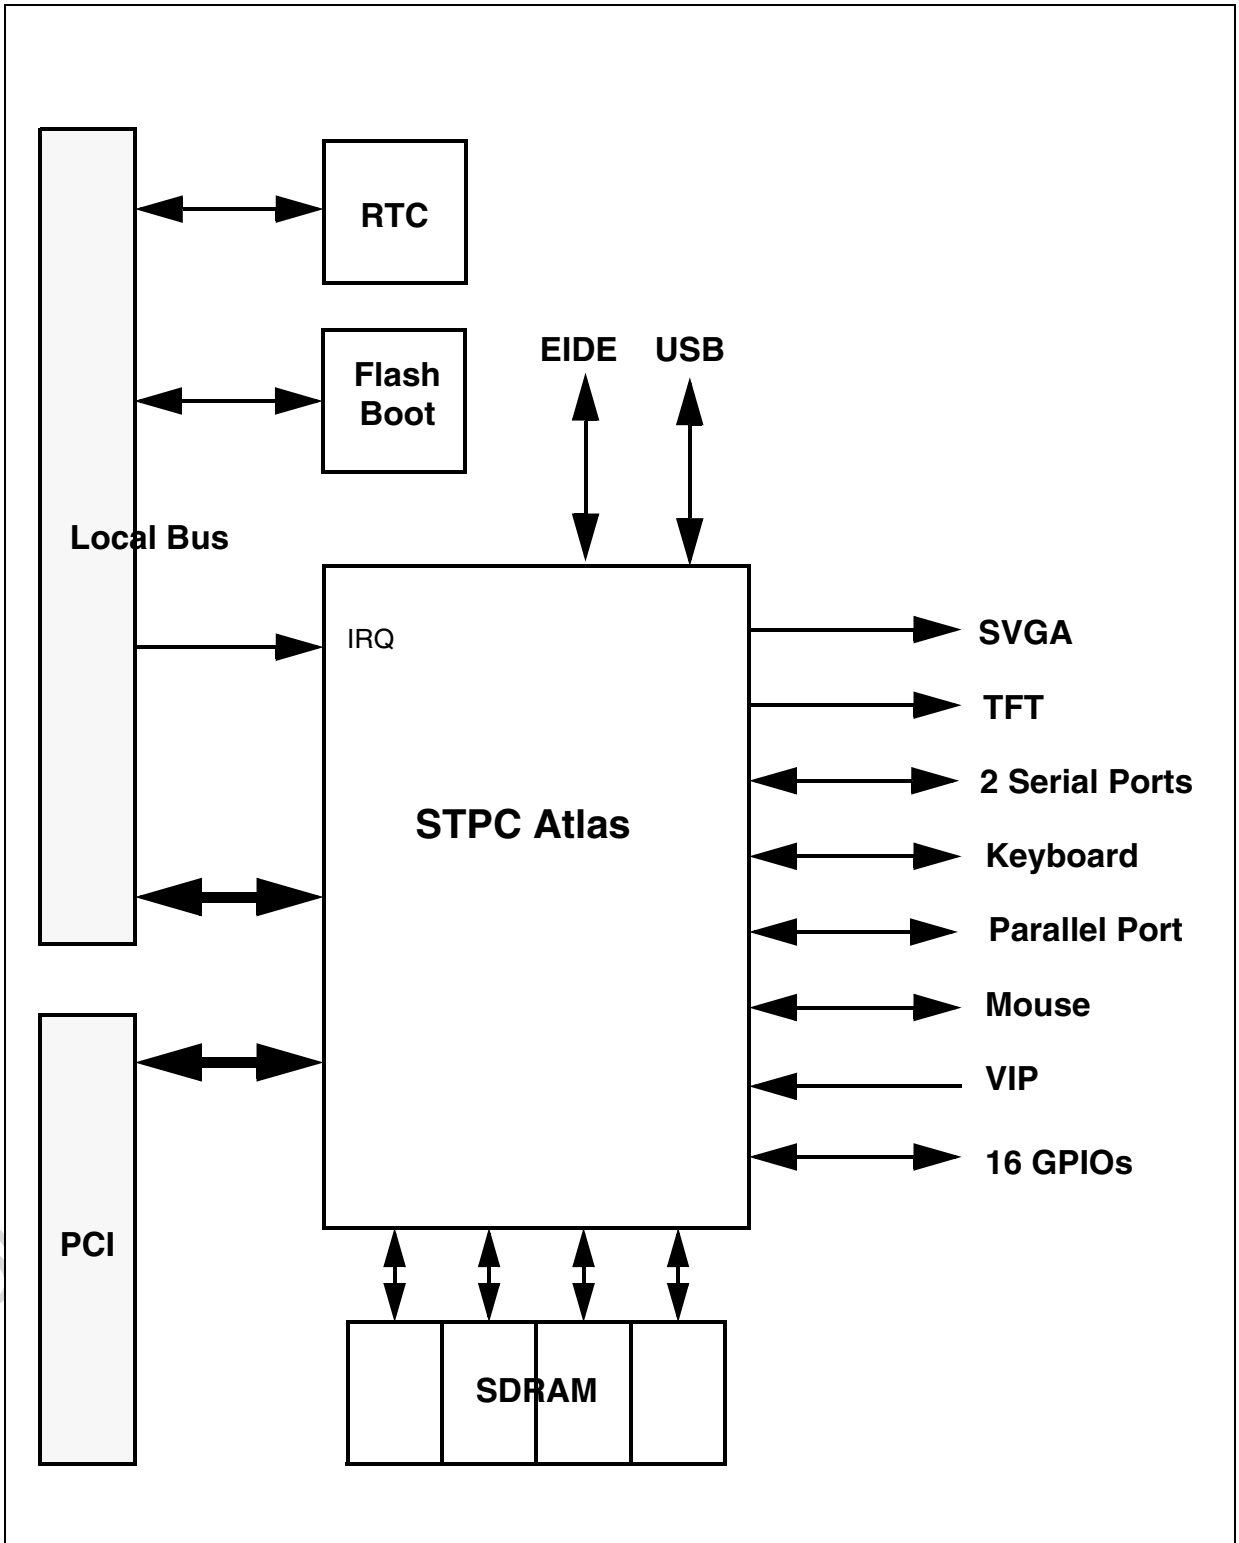 RTC
Flash
Boot
EIDE USB
Local Bus
IRQ
SVGA
TFT
STPC Atlas
2 Serial Ports
Keyboard
Parallel Port
Mouse
VIP
16 GPIOs
PCI
SDRAM